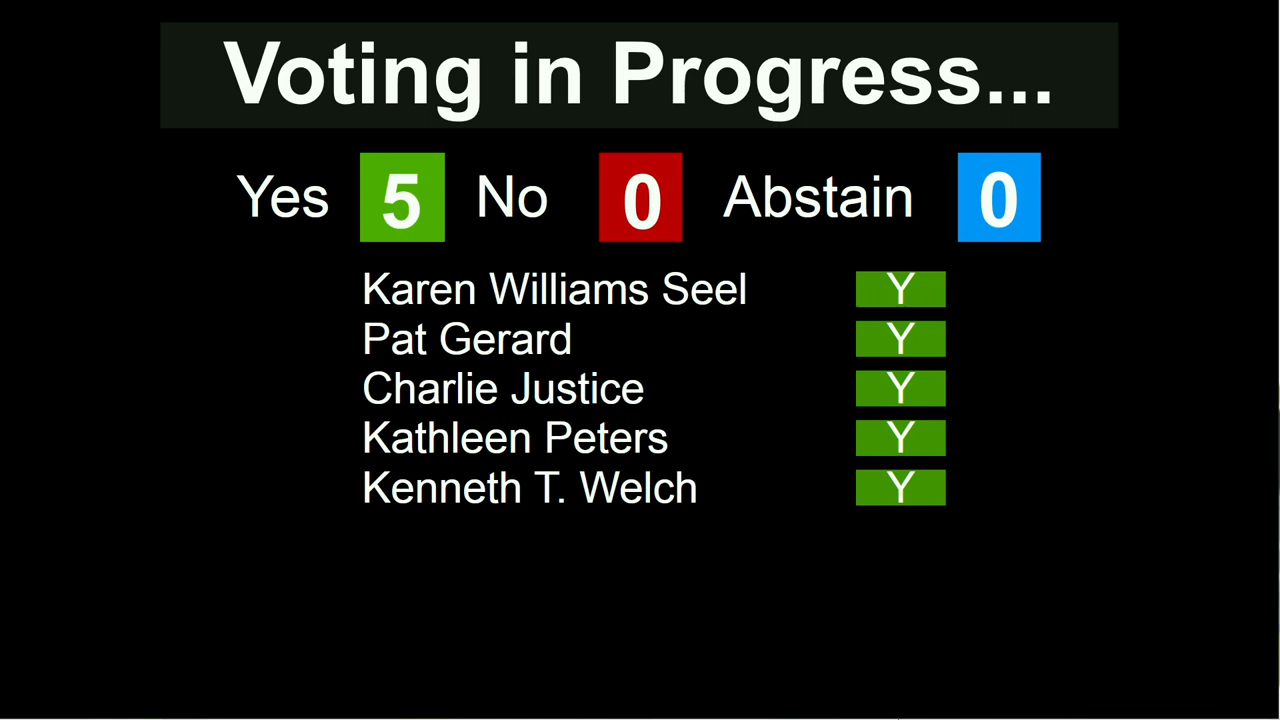 Voting in Progress...
Yes 5 No 0 Abstain 0
Karen Williams Seel Y
Pat Gerard Y
Charlie Justice Y
Kathleen Peters Y
Kenneth T. Welch Y